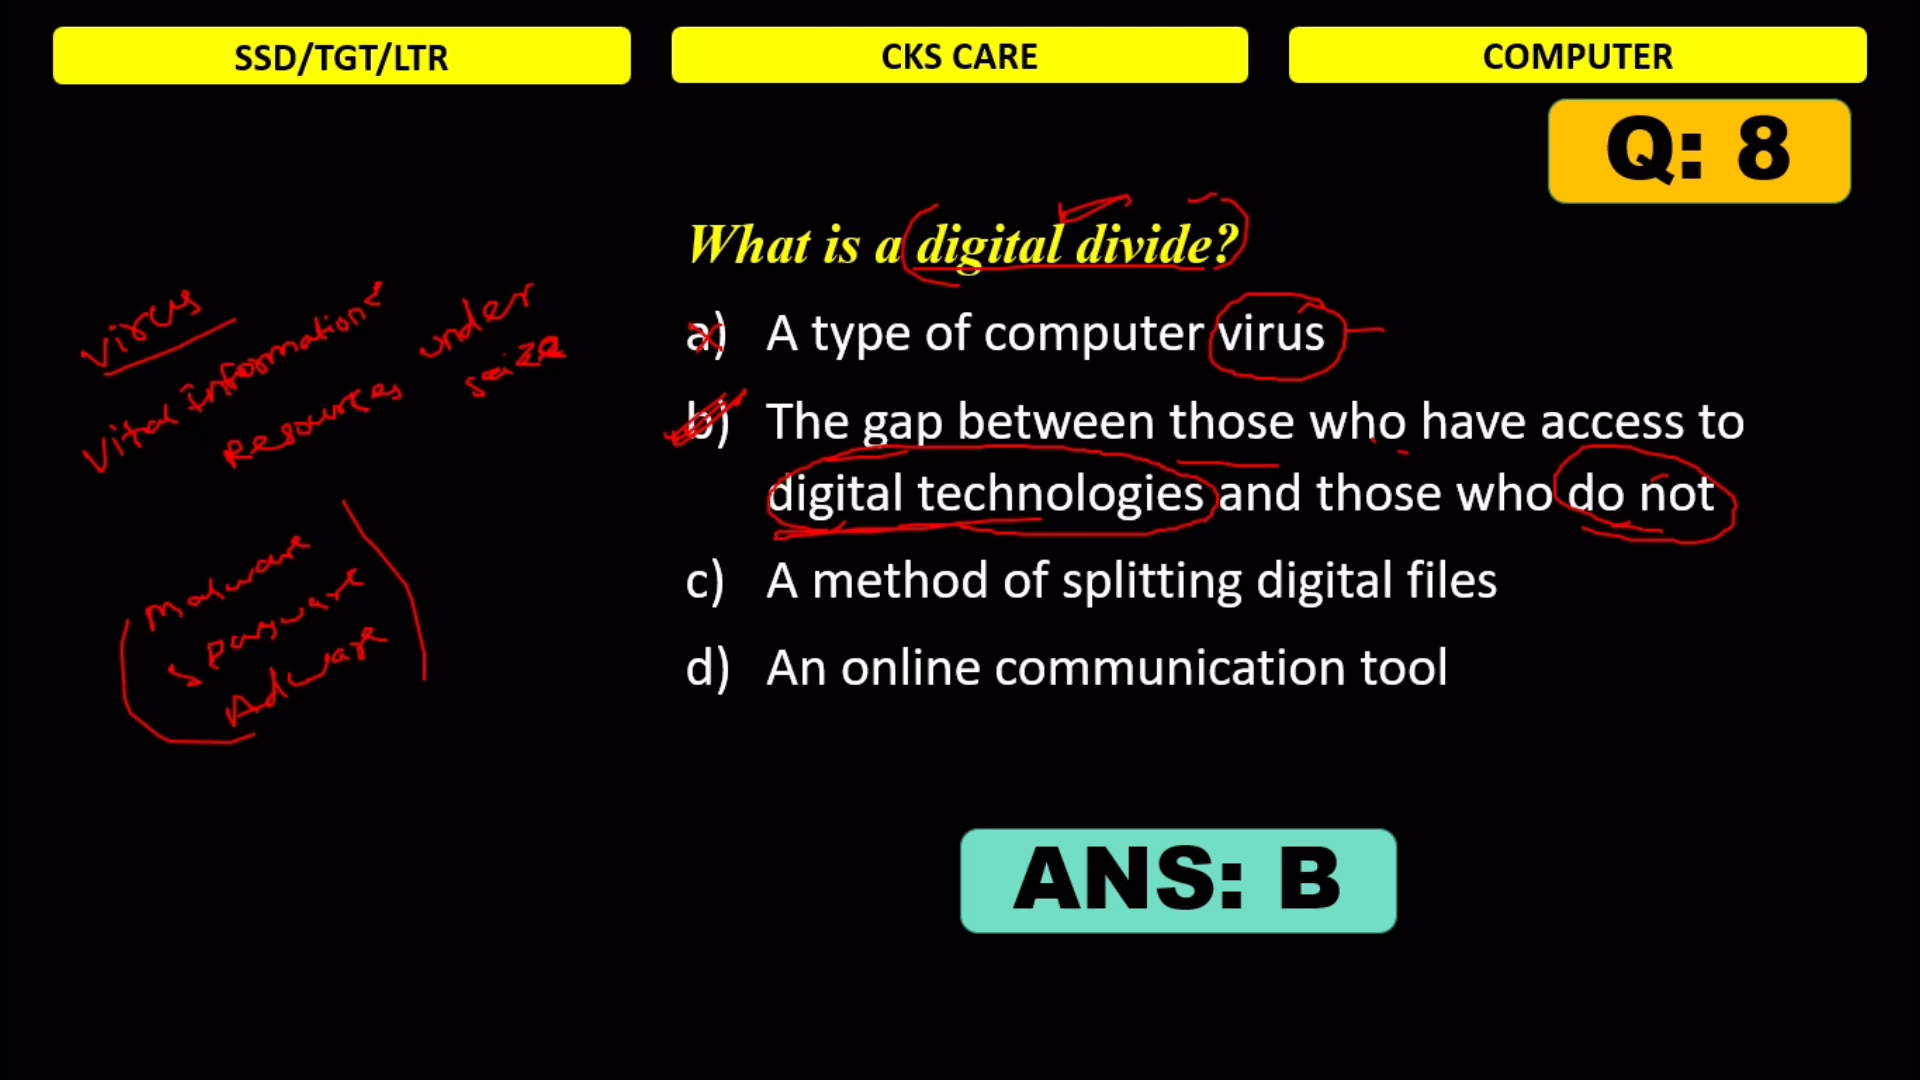 SSD/TGT/LTR
CKS CARE
COMPUTER
Q: 8
What is a digital divide?
a) A type of computer virus
b) The gap between those who have access to
digital technologies and those who do not
c) A method of splitting digital files
d) An online communication tool
ANS: B
Virus
Vital Information &
Resources under
seize
Malware
Adware